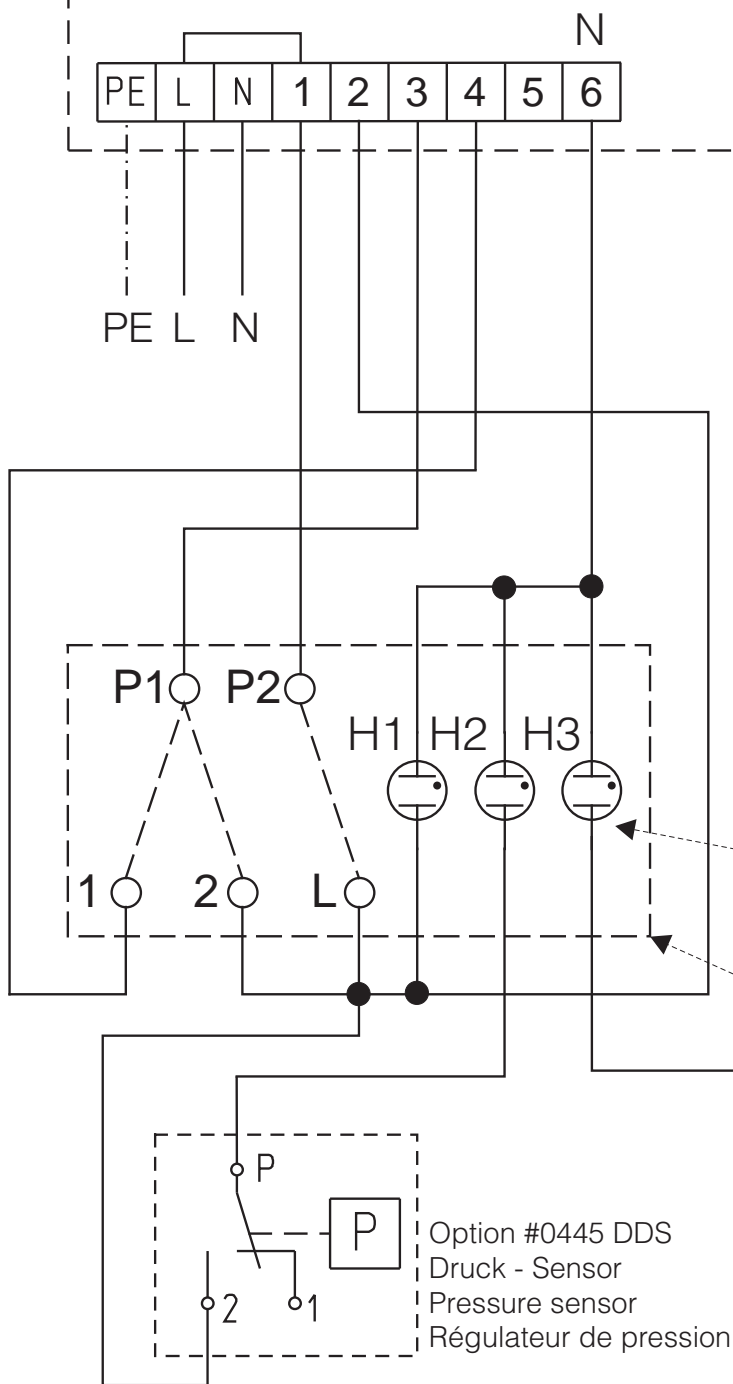 N
PE L N 1 2 3 4 5 6
PE L N
P1 P2
H1 H2 H3
1 2 L
P
P
2 1
Option #0445 DDS
Druck - Sensor
Pressure sensor
Régulateur de pression